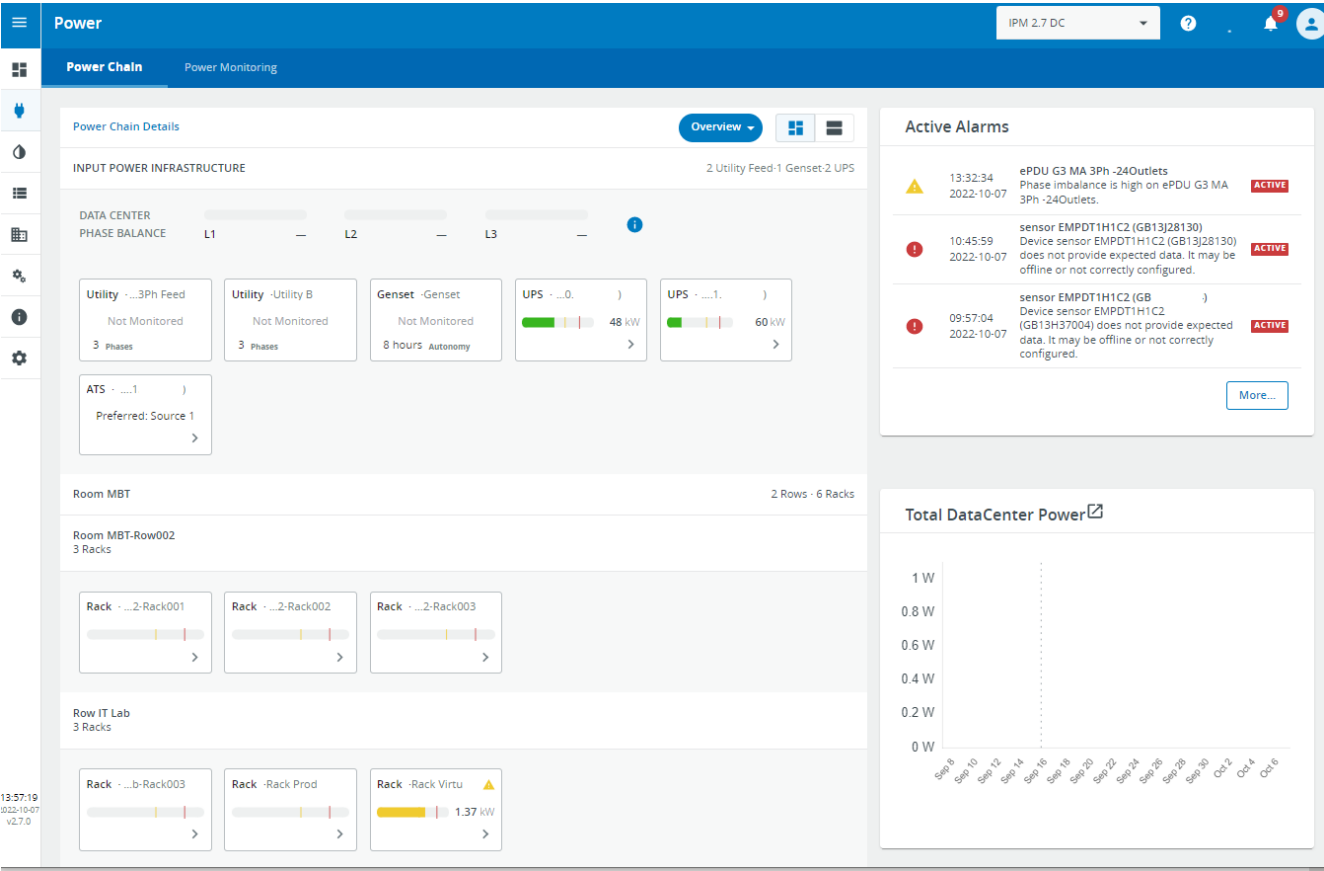 Power
IPM 2.7 DC
9
Power Chain
Power Monitoring
Power Chain Details
Overview
INPUT POWER INFRASTRUCTURE
2 Utility Feed·1 Genset·2 UPS
DATA CENTER
PHASE BALANCE
L1 —
L2 —
L3 —
Utility -...3Ph Feed
Not Monitored
3 Phases
Utility -Utility B
Not Monitored
3 Phases
Genset -Genset
Not Monitored
8 hours Autonomy
UPS - ...0. )
48 kW
UPS - ....1. )
60 kW
ATS - ....1 )
Preferred: Source 1
Room MBT
2 Rows · 6 Racks
Room MBT-Row002
3 Racks
Rack - ...2-Rack001
Rack - ...2-Rack002
Rack - ...2-Rack003
Row IT Lab
3 Racks
Rack - ...b-Rack003
Rack -Rack Prod
Rack -Rack Virtu
1.37 kW
Active Alarms
13:32:34
2022-10-07
ePDU G3 MA 3Ph -24Outlets
Phase imbalance is high on ePDU G3 MA
3Ph -24Outlets.
ACTIVE
10:45:59
2022-10-07
sensor EMPDT1H1C2 (GB13J28130)
Device sensor EMPDT1H1C2 (GB13J28130)
does not provide expected data. It may be
offline or not correctly configured.
ACTIVE
09:57:04
2022-10-07
sensor EMPDT1H1C2 (GB .)
Device sensor EMPDT1H1C2
(GB13H37004) does not provide expected
data. It may be offline or not correctly
configured.
ACTIVE
More...
Total DataCenter Power
1 W
0.8 W
0.6 W
0.4 W
0.2 W
0 W
Sep 8
Sep 10
Sep 12
Sep 14
Sep 16
Sep 18
Sep 20
Sep 22
Sep 24
Sep 26
Sep 28
Sep 30
Oct 2
Oct 4
Oct 6
13:57:19
2022-10-07
v2.7.0